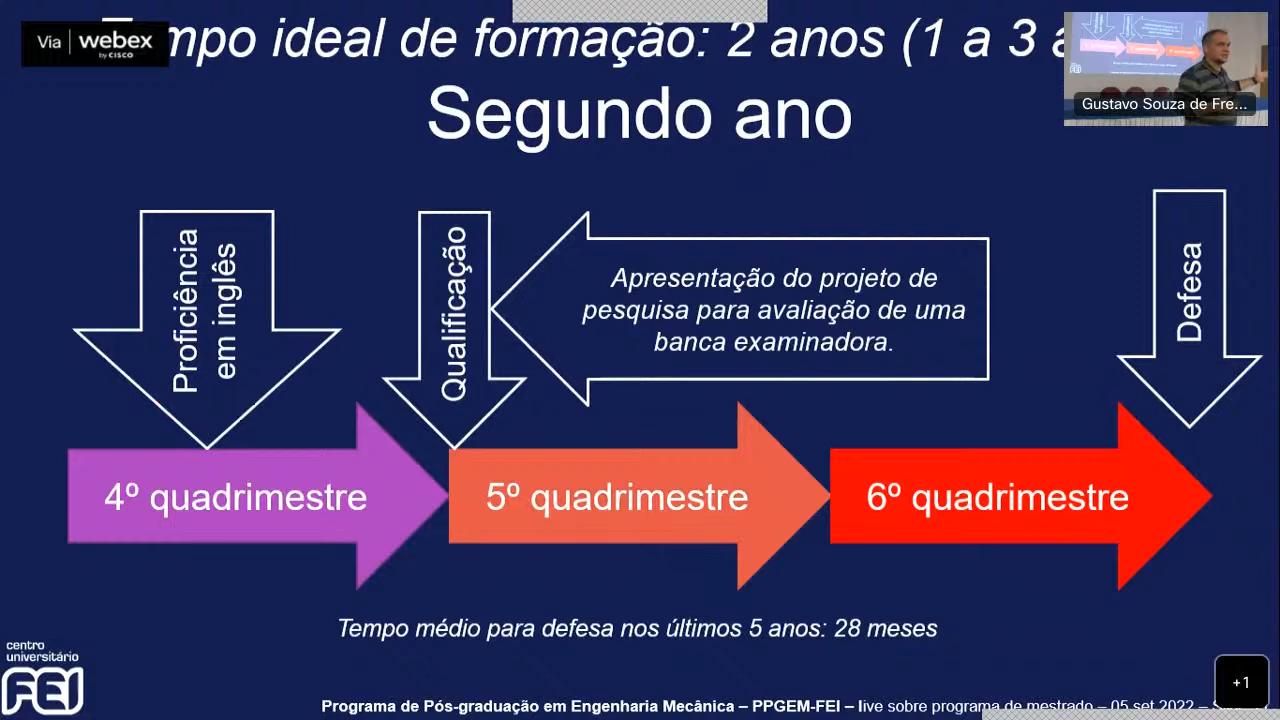 mpo ideal de formação: 2 anos (1 a 3
Via webex
by CISCO
Gustavo Souza de Fre...
Segundo ano
Proficiência
em inglês
Qualificação
Apresentação do projeto de
pesquisa para avaliação de uma
banca examinadora.
Defesa
4º quadrimestre
5º quadrimestre
6º quadrimestre
Tempo médio para defesa nos últimos 5 anos: 28 meses
centro
universitário
FEI
+1
Programa de Pós-graduação em Engenharia Mecânica – PPGEM-FEI – live sobre programa de mestrado – 05 set 2022 –